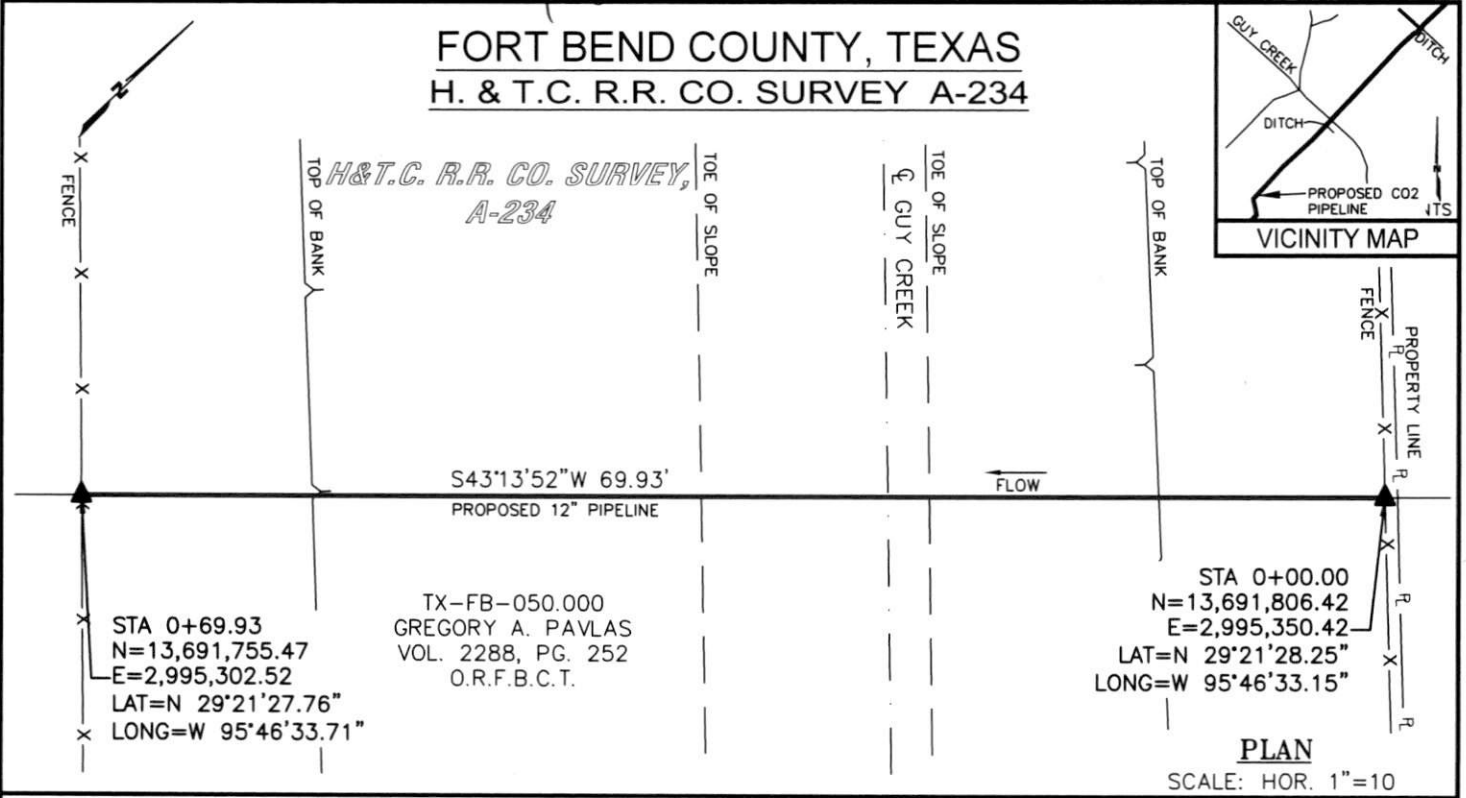 FORT BEND COUNTY, TEXAS
H. & T.C. R.R. CO. SURVEY A-234
N
GUY CREEK
DITCH
DITCH
PROPOSED CO2
PIPELINE
VICINITY MAP
X
FENCE
X
X
X
X
TOP OF BANK
H&T.C. R.R. CO. SURVEY,
A-234
TOE OF SLOPE
℄ GUY CREEK
TOE OF SLOPE
TOP OF BANK
FENCE
X
X
X
X
PROPERTY LINE
PL
PL
PL
PL
S43°13'52"W 69.93'
PROPOSED 12" PIPELINE
FLOW
STA 0+69.93
N=13,691,755.47
E=2,995,302.52
LAT=N 29°21'27.76"
LONG=W 95°46'33.71"
TX-FB-050.000
GREGORY A. PAVLAS
VOL. 2288, PG. 252
O.R.F.B.C.T.
STA 0+00.00
N=13,691,806.42
E=2,995,350.42
LAT=N 29°21'28.25"
LONG=W 95°46'33.15"
PLAN
SCALE: HOR. 1"=10